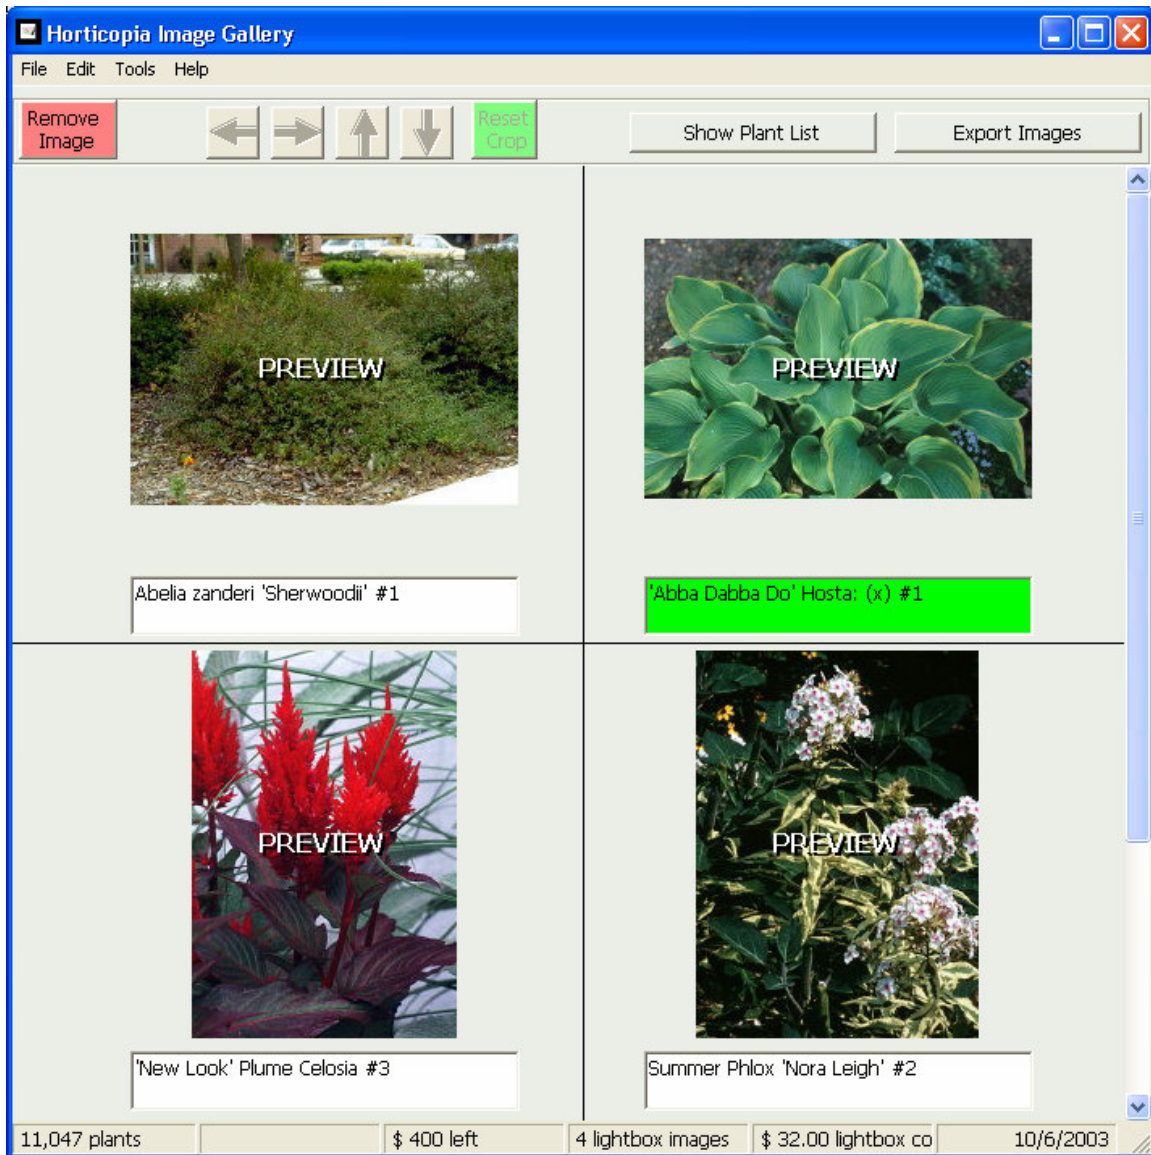 Horticopia Image Gallery
File Edit Tools Help
Remove Image
Reset Crop
Show Plant List
Export Images
PREVIEW
PREVIEW
Abelia zanderi 'Sherwoodii' #1
'Abba Dabba Do' Hosta: (x) #1
PREVIEW
PREVIEW
'New Look' Plume Celosia #3
Summer Phlox 'Nora Leigh' #2
11,047 plants
$ 400 left
4 lightbox images
$ 32.00 lightbox co
10/6/2003